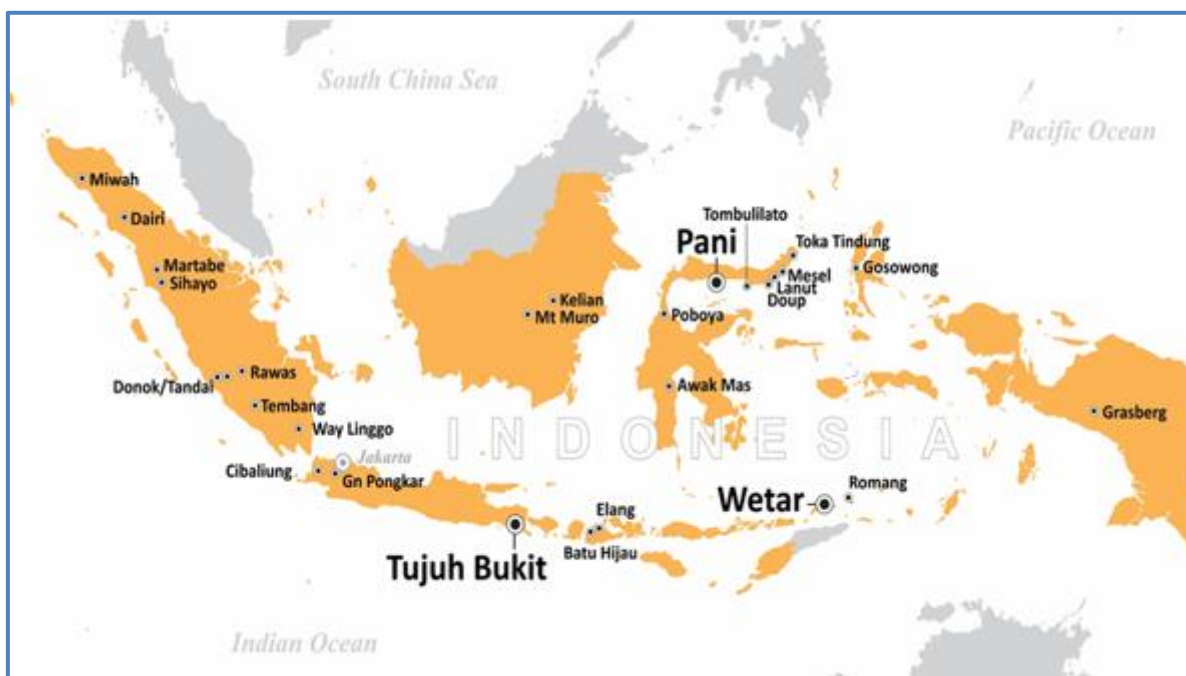 South China Sea
Pacific Ocean
Miwah
Dairi
Martabe
Sihayo
Tombulilato
Pani
Toka Tindung
Mesel
Lanut
Doup
Gosowong
Kelian
Mt Muro
Poboya
Donok/Tandai
Rawas
Tembang
Way Linggo
Awak Mas
Grasberg
INDONESIA
Jakarta
Cibaliung
Gn Pongkar
Romang
Wetar
Elang
Batu Hijau
Tujuh Bukit
Indian Ocean